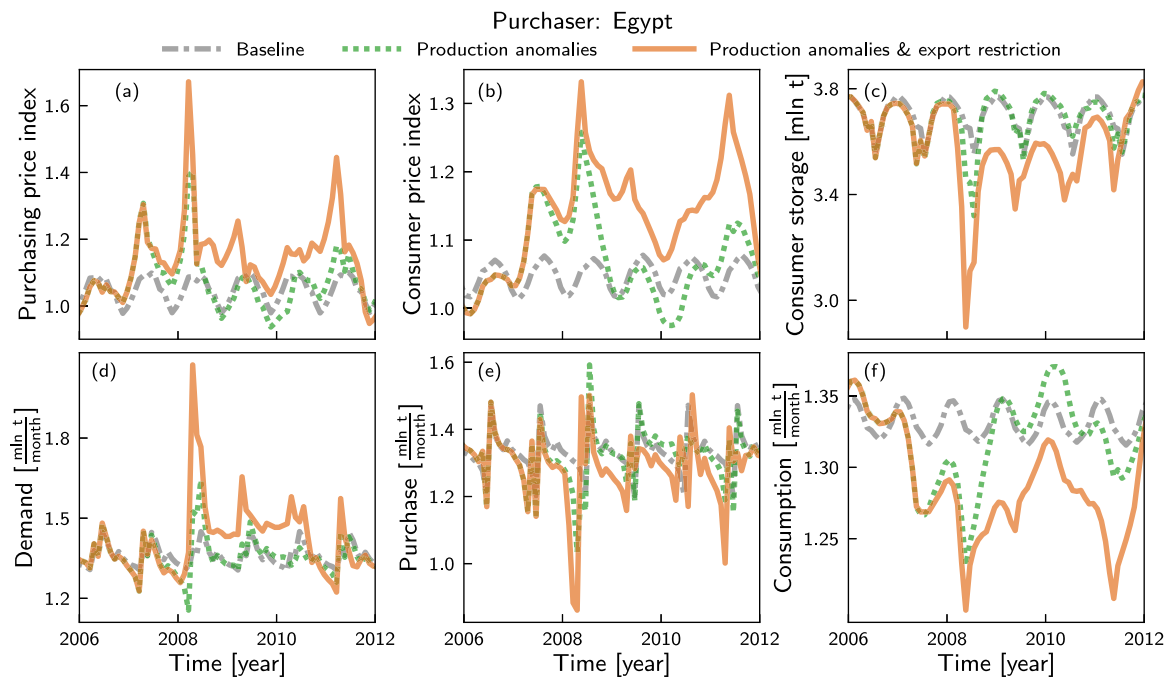 Purchaser: Egypt
Baseline
Production anomalies
Production anomalies & export restriction
(a)
Purchasing price index
1.6
1.4
1.2
1.0
(b)
Consumer price index
1.3
1.2
1.1
1.0
(c)
Consumer storage [mln t]
3.8
3.4
3.0
(d)
Demand [mln t/month]
1.8
1.5
1.2
2006 2008 2010 2012
Time [year]
(e)
Purchase [mln t/month]
1.6
1.4
1.2
1.0
2006 2008 2010 2012
Time [year]
(f)
Consumption [mln t/month]
1.35
1.30
1.25
2006 2008 2010 2012
Time [year]